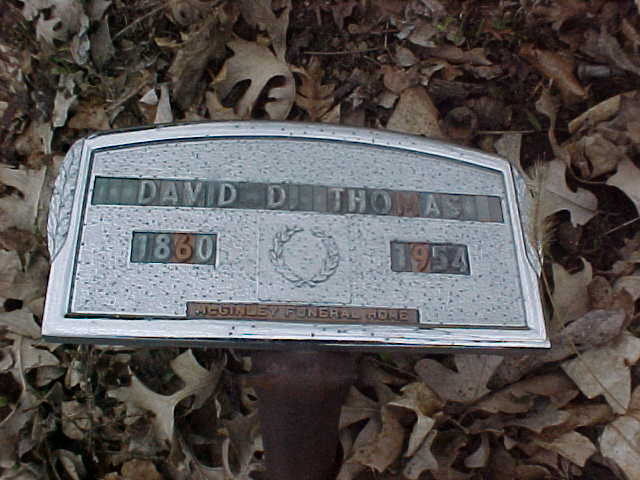 DAVID D THOMAS
1860 1954
McGINLEY FUNERAL HOME